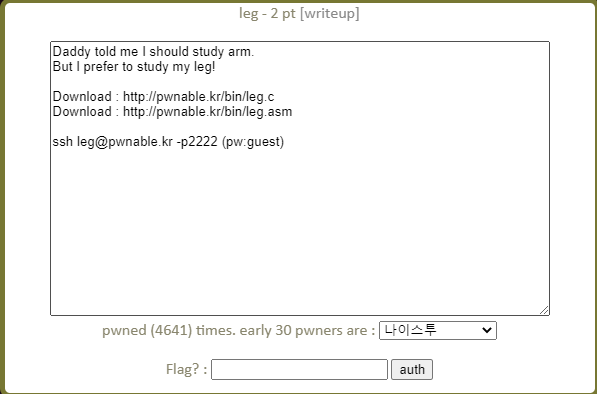 leg - 2 pt [writeup]
Daddy told me I should study arm.
But I prefer to study my leg!
Download : http://pwnable.kr/bin/leg.c
Download : http://pwnable.kr/bin/leg.asm
ssh leg@pwnable.kr -p2222 (pw:guest)
pwned (4641) times. early 30 pwners are : 나이스투
Flag? : auth